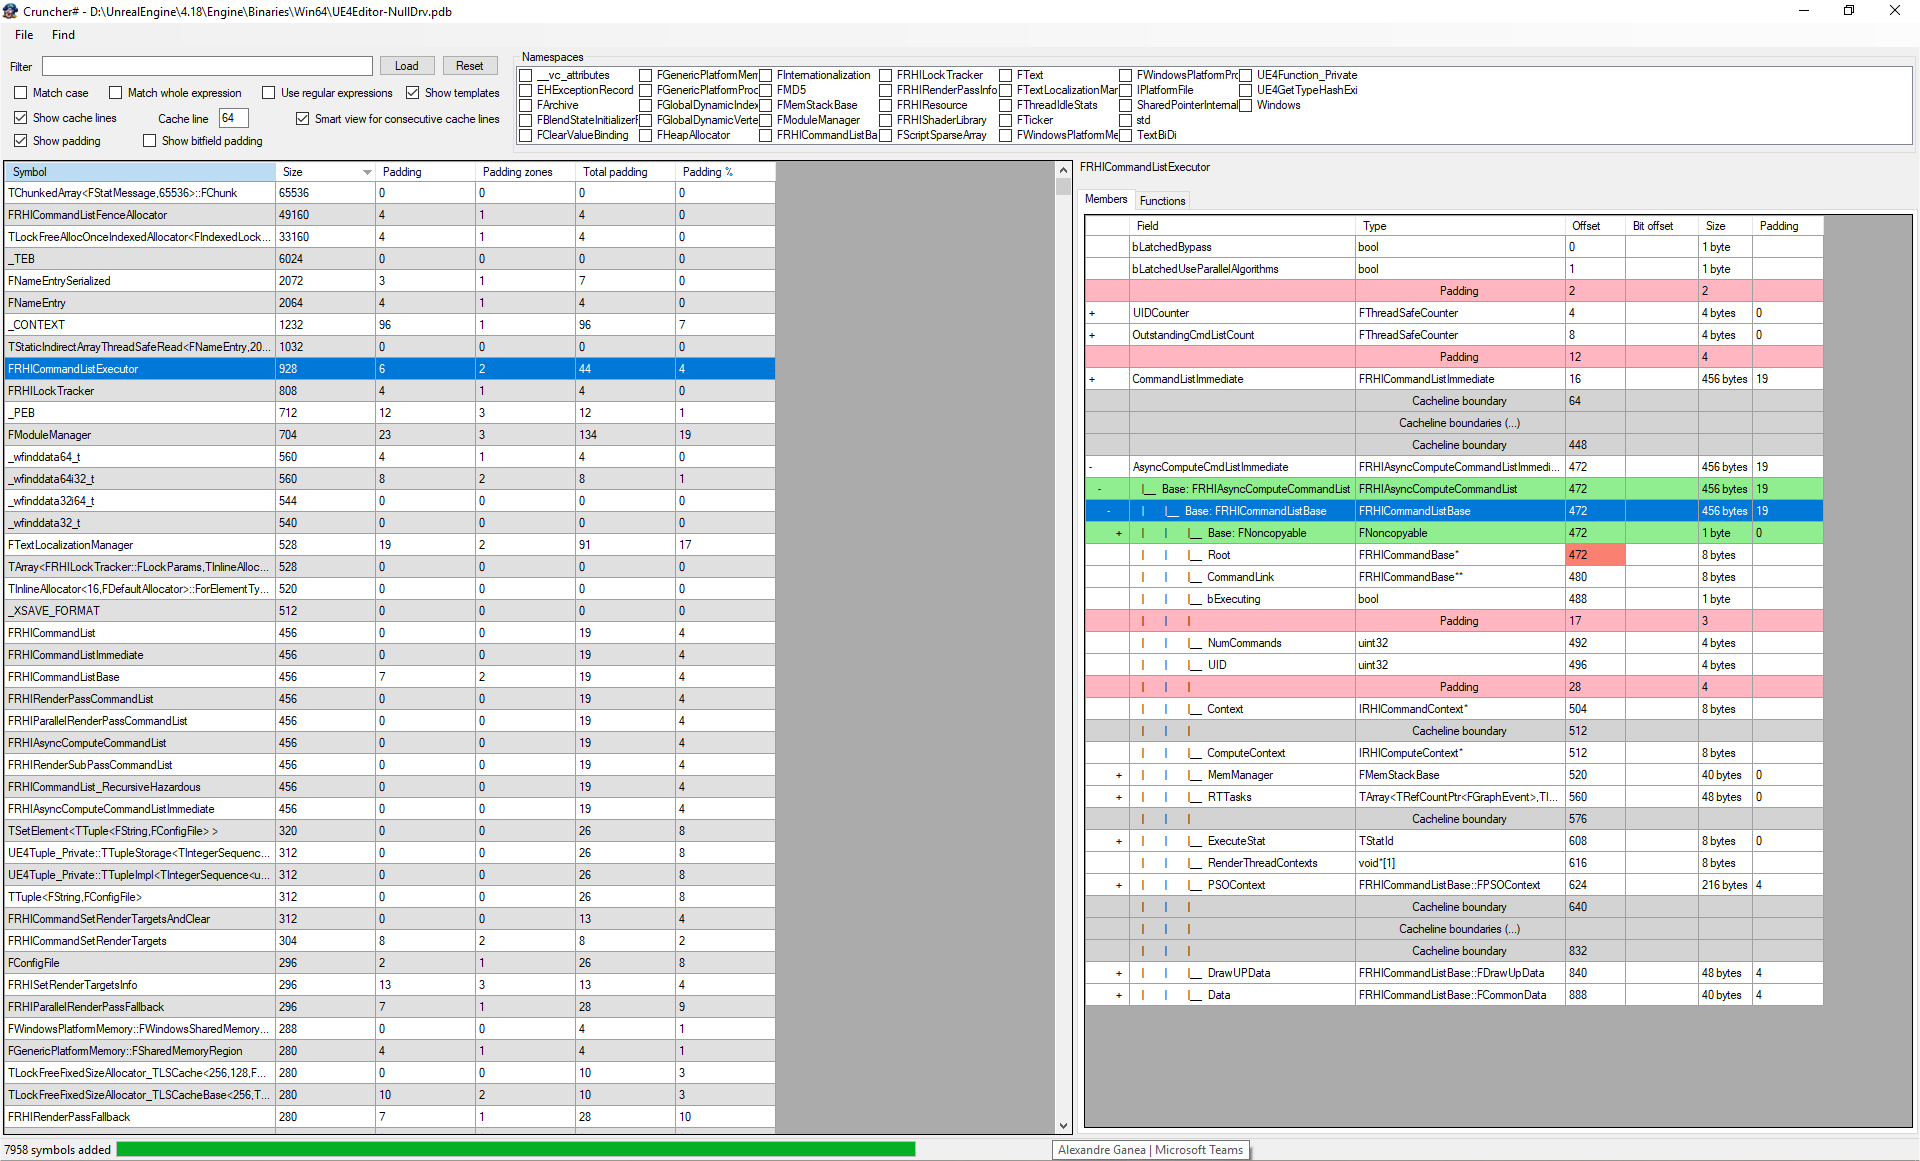 Cruncher# - D:\UnrealEngine\4.18\Engine\Binaries\Win64\UE4Editor-NullDrv.pdb
File Find
Filter Load Reset
Match case Match whole expression Use regular expressions Show templates
Show cache lines Cache line 64 Smart view for consecutive cache lines
Show padding Show bitfield padding
Namespaces
__vc_attributes FGenericPlatformMem FInternationalization FRHILockTracker FText FWindowsPlatformPro UE4Function_Private
EHExceptionRecord FGenericPlatformProc FMD5 FRHIRenderPassInfo FTextLocalizationMar IPlatformFile UE4GetTypeHashExi
FArchive FGlobalDynamicIndex FMemStackBase FRHIResource FThreadIdleStats SharedPointerInternal Windows
FBlendStateInitializerF FGlobalDynamicVerte FModuleManager FRHIShaderLibrary FTicker std
FClearValueBinding FHeapAllocator FRHICommandListBa FScriptSparseArray FWindowsPlatformMe TextBiDi
Symbol Size Padding Padding zones Total padding Padding %
TChunkedArray<FStatMessage,65536>::FChunk 65536 0 0 0 0
FRHICommandListFenceAllocator 49160 4 1 4 0
TLockFreeAllocOnceIndexedAllocator<FIndexedLock... 33160 4 1 4 0
_TEB 6024 0 0 0 0
FNameEntrySerialized 2072 3 1 7 0
FNameEntry 2064 4 1 4 0
_CONTEXT 1232 96 1 96 7
TStaticIndirectArrayThreadSafeRead<FNameEntry,20... 1032 0 0 0 0
FRHICommandListExecutor 928 6 2 44 4
FRHILockTracker 808 4 1 4 0
_PEB 712 12 3 12 1
FModuleManager 704 23 3 134 19
_wfinddata64_t 560 4 1 4 0
_wfinddata64i32_t 560 8 2 8 1
_wfinddata32i64_t 544 0 0 0 0
_wfinddata32_t 540 0 0 0 0
FTextLocalizationManager 528 19 2 91 17
TArray<FRHILockTracker::FLockParams,TInlineAlloc... 528 0 0 0 0
TInlineAllocator<16,FDefaultAllocator>::ForElementTy... 520 0 0 0 0
_XSAVE_FORMAT 512 0 0 0 0
FRHICommandList 456 0 0 19 4
FRHICommandListImmediate 456 0 0 19 4
FRHICommandListBase 456 7 2 19 4
FRHIRenderPassCommandList 456 0 0 19 4
FRHIParallelRenderPassCommandList 456 0 0 19 4
FRHIAsyncComputeCommandList 456 0 0 19 4
FRHIRenderSubPassCommandList 456 0 0 19 4
FRHICommandList_RecursiveHazardous 456 0 0 19 4
FRHIAsyncComputeCommandListImmediate 456 0 0 19 4
TSetElement<TTuple<FString,FConfigFile> > 320 0 0 26 8
UE4Tuple_Private::TTupleStorage<TIntegerSequenc... 312 0 0 26 8
UE4Tuple_Private::TTupleImpl<TIntegerSequence<u... 312 0 0 26 8
TTuple<FString,FConfigFile> 312 0 0 26 8
FRHICommandSetRenderTargetsAndClear 312 0 0 13 4
FRHICommandSetRenderTargets 304 8 2 8 2
FConfigFile 296 2 1 26 8
FRHISetRenderTargetsInfo 296 13 3 13 4
FRHIParallelRenderPassFallback 296 7 1 28 9
FWindowsPlatformMemory::FWindowsSharedMemory... 288 0 0 4 1
FGenericPlatformMemory::FSharedMemoryRegion 280 4 1 4 1
TLockFreeFixedSizeAllocator_TLSCache<256,128,F... 280 0 0 10 3
TLockFreeFixedSizeAllocator_TLSCacheBase<256,T... 280 10 2 10 3
FRHIRenderPassFallback 280 7 1 28 10
FRHICommandListExecutor
Members Functions
Field Type Offset Bit offset Size Padding
bLatchedBypass bool 0 1 byte
bLatchedUseParallelAlgorithms bool 1 1 byte
Padding 2 2
+ UIDCounter FThreadSafeCounter 4 4 bytes 0
+ OutstandingCmdListCount FThreadSafeCounter 8 4 bytes 0
Padding 12 4
+ CommandListImmediate FRHICommandListImmediate 16 456 bytes 19
Cacheline boundary 64
Cacheline boundaries (...)
Cacheline boundary 448
- AsyncComputeCmdListImmediate FRHIAsyncComputeCommandListImmedi... 472 456 bytes 19
- |__ Base: FRHIAsyncComputeCommandList FRHIAsyncComputeCommandList 472 456 bytes 19
- | |__ Base: FRHICommandListBase FRHICommandListBase 472 456 bytes 19
+ | | |__ Base: FNoncopyable FNoncopyable 472 1 byte 0
| | |__ Root FRHICommandBase* 472 8 bytes
| | |__ CommandLink FRHICommandBase** 480 8 bytes
| | |__ bExecuting bool 488 1 byte
| | | Padding 17 3
| | |__ NumCommands uint32 492 4 bytes
| | |__ UID uint32 496 4 bytes
| | | Padding 28 4
| | |__ Context IRHICommandContext* 504 8 bytes
| | | Cacheline boundary 512
| | |__ ComputeContext IRHIComputeContext* 512 8 bytes
+ | | |__ MemManager FMemStackBase 520 40 bytes 0
+ | | |__ RTTasks TArray<TRefCountPtr<FGraphEvent>,TI... 560 48 bytes 0
| | | Cacheline boundary 576
+ | | |__ ExecuteStat TStatId 608 8 bytes 0
| | |__ RenderThreadContexts void*[1] 616 8 bytes
+ | | |__ PSOContext FRHICommandListBase::FPSOContext 624 216 bytes 4
| | | Cacheline boundary 640
| | | Cacheline boundaries (...)
| | | Cacheline boundary 832
+ | | |__ DrawUPData FRHICommandListBase::FDrawUpData 840 48 bytes 4
+ | | |__ Data FRHICommandListBase::FCommonData 888 40 bytes 4
7958 symbols added
Alexandre Ganea | Microsoft Teams